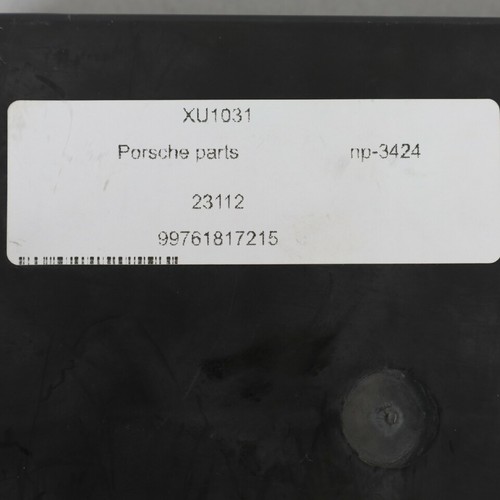 XU1031
Porsche parts np-3424
23112
99761817215